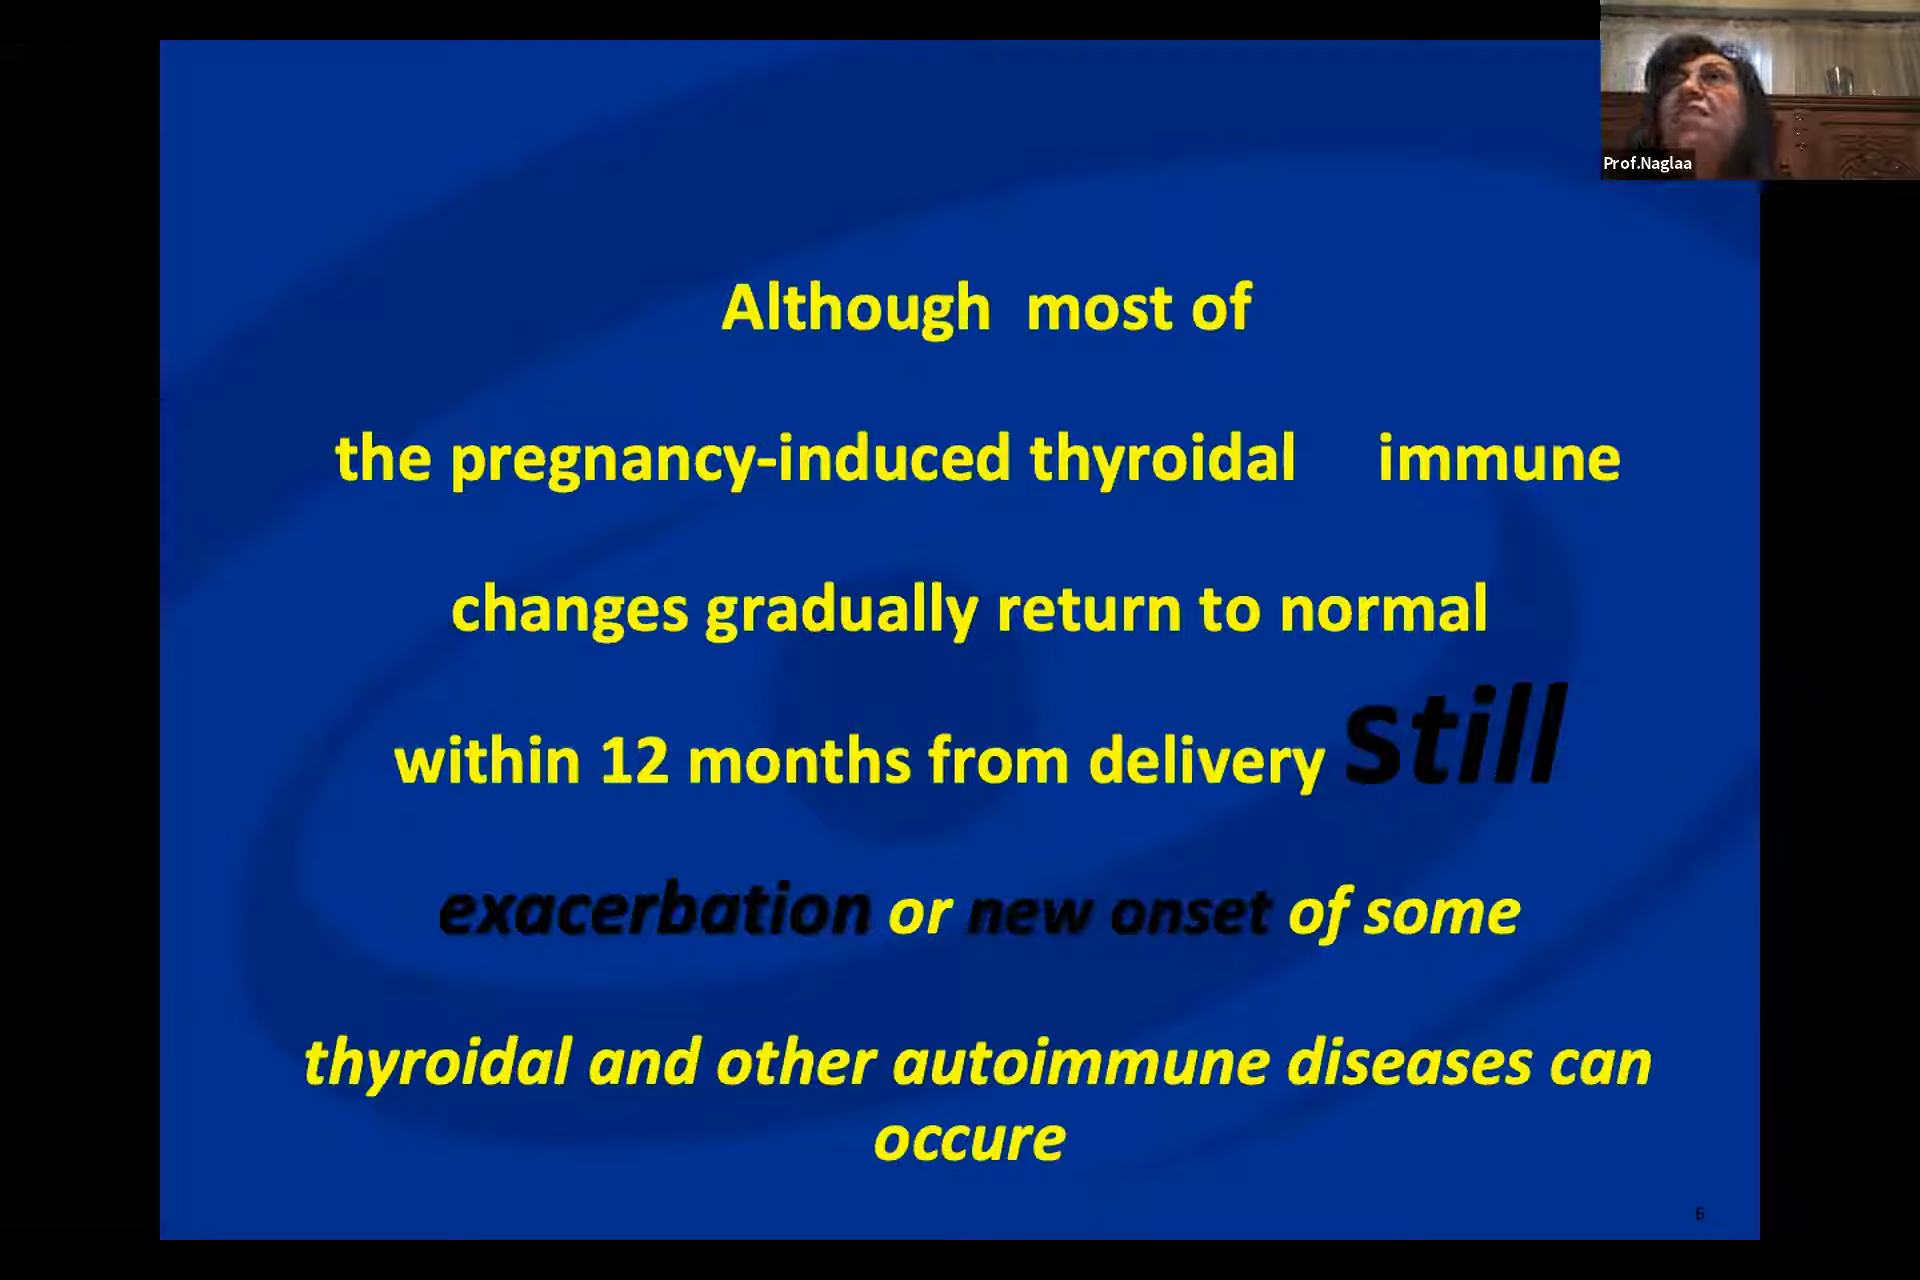 Prof.Naglaa
Although most of
the pregnancy-induced thyroidal immune
changes gradually return to normal
within 12 months from delivery still
exacerbation or new onset of some
thyroidal and other autoimmune diseases can
occure
6